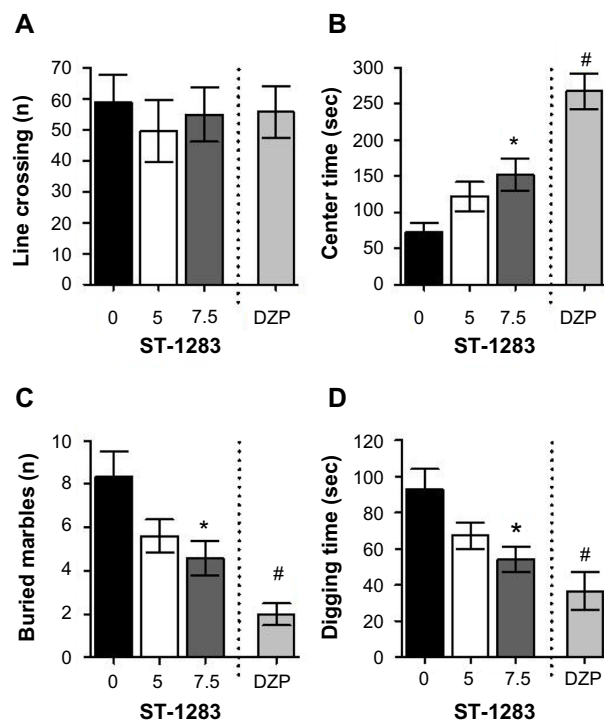 A
Line crossing (n)
70
60
50
40
30
20
10
0
0 5 7.5 DZP
ST-1283
B
Center time (sec)
300
250
200
150
100
50
0
#
*
0 5 7.5 DZP
ST-1283
C
Buried marbles (n)
10
8
6
4
2
0
*
#
0 5 7.5 DZP
ST-1283
D
Digging time (sec)
120
100
80
60
40
20
0
*
#
0 5 7.5 DZP
ST-1283